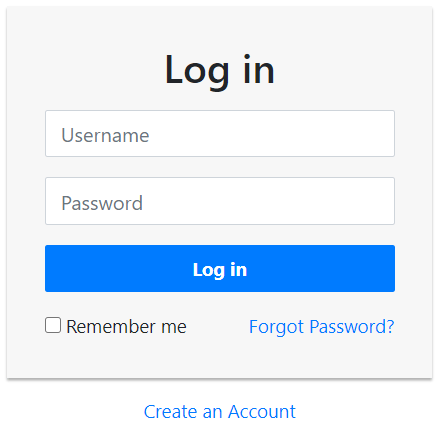 Log in
Username
Password
Log in
Remember me Forgot Password?
Create an Account